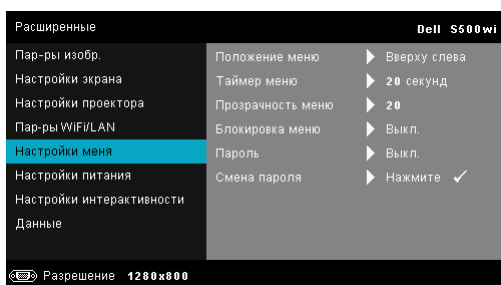 Расширенные Dell S500wi
Пар-ры изобр.
Настройки экрана
Настройки проектора
Пар-ры WiFi/LAN
Настройки меня
Настройки питания
Настройки интерактивности
Данные
Положение меню Вверху слева
Таймер меню 20 секунд
Прозрачность меню 20
Блокировка меню Выкл.
Пароль Выкл.
Смена пароля Нажмите ✓
Разрешение 1280x800